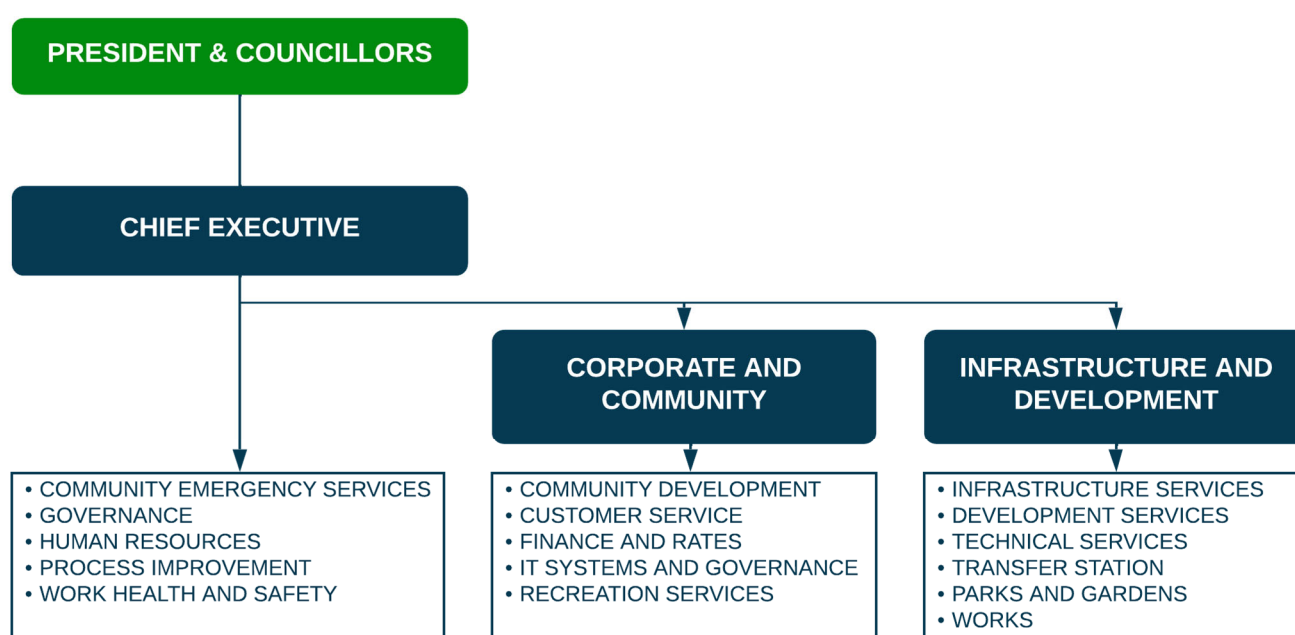 PRESIDENT & COUNCILLORS
CHIEF EXECUTIVE
CORPORATE AND
COMMUNITY
INFRASTRUCTURE AND
DEVELOPMENT
• COMMUNITY EMERGENCY SERVICES
• GOVERNANCE
• HUMAN RESOURCES
• PROCESS IMPROVEMENT
• WORK HEALTH AND SAFETY
• COMMUNITY DEVELOPMENT
• CUSTOMER SERVICE
• FINANCE AND RATES
• IT SYSTEMS AND GOVERNANCE
• RECREATION SERVICES
• INFRASTRUCTURE SERVICES
• DEVELOPMENT SERVICES
• TECHNICAL SERVICES
• TRANSFER STATION
• PARKS AND GARDENS
• WORKS